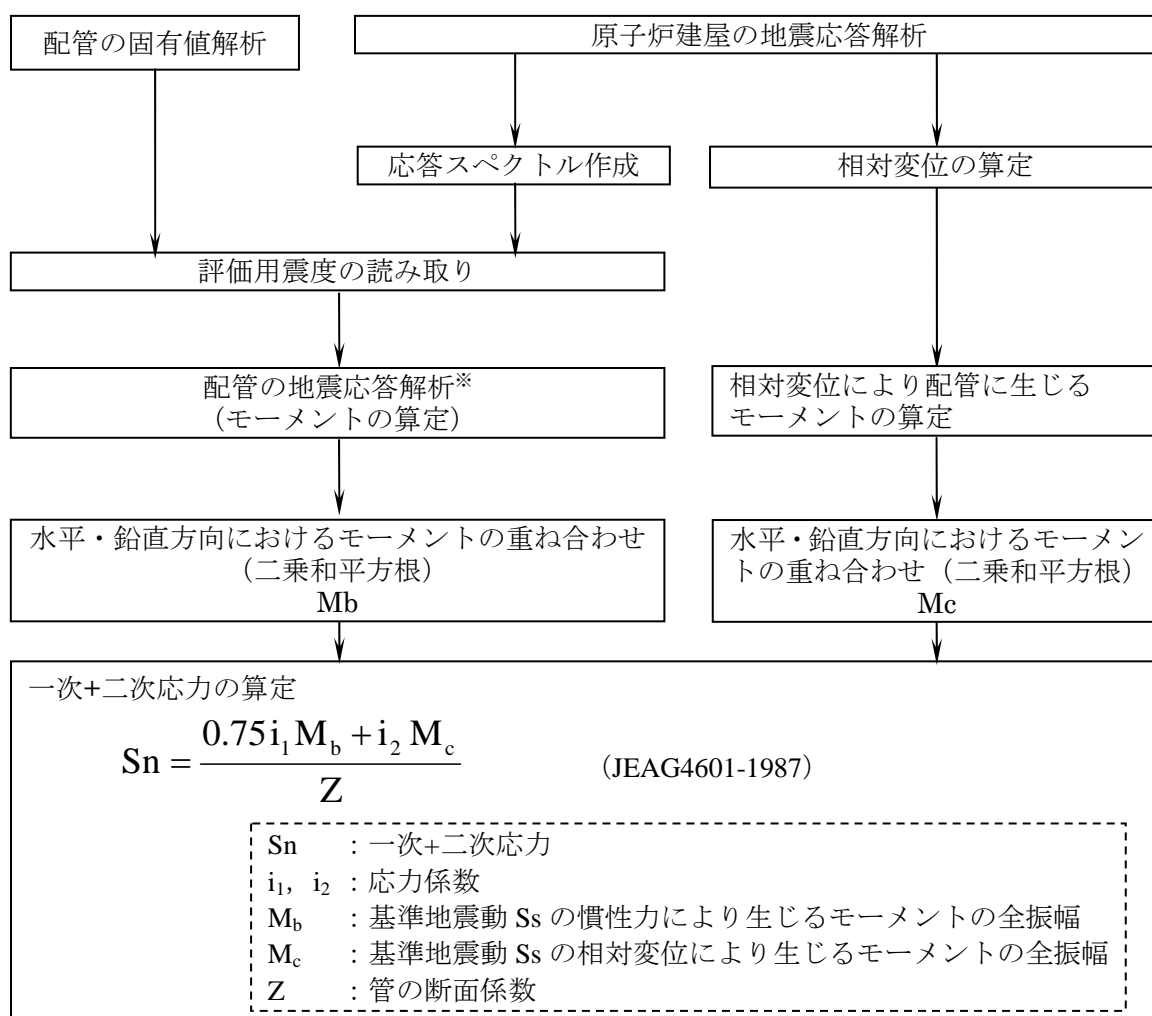 配管の固有値解析
原子炉建屋の地震応答解析
応答スペクトル作成
相対変位の算定
評価用震度の読み取り
配管の地震応答解析※
（モーメントの算定）
相対変位により配管に生じる
モーメントの算定
水平・鉛直方向におけるモーメントの重ね合わせ
（二乗和平方根）
Mb
水平・鉛直方向におけるモーメン
トの重ね合わせ（二乗和平方根）
Mc
一次+二次応力の算定
Sn = (0.75i₁M_b + i₂M_c) / Z （JEAG4601-1987）
Sn ：一次+二次応力
i₁, i₂ ：応力係数
M_b ：基準地震動 Ss の慣性力により生じるモーメントの全振幅
M_c ：基準地震動 Ss の相対変位により生じるモーメントの全振幅
Z ：管の断面係数